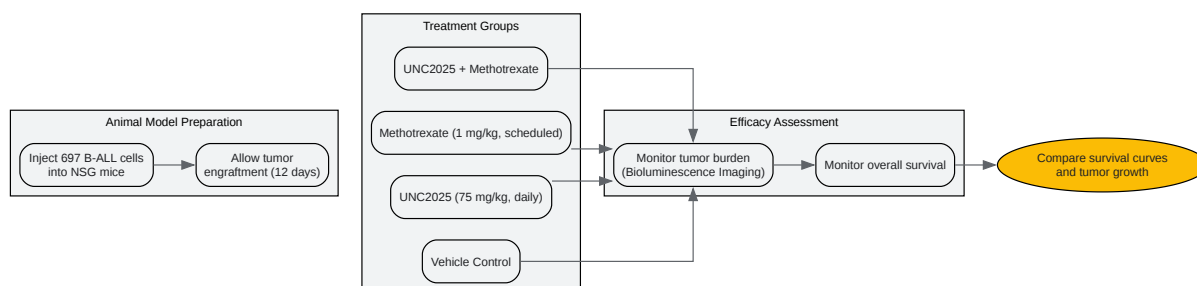 Animal Model Preparation
Inject 697 B-ALL cells
into NSG mice
Allow tumor
engraftment (12 days)
Treatment Groups
UNC2025 + Methotrexate
Methotrexate (1 mg/kg, scheduled)
UNC2025 (75 mg/kg, daily)
Vehicle Control
Efficacy Assessment
Monitor tumor burden
(Bioluminescence Imaging)
Monitor overall survival
Compare survival curves
and tumor growth